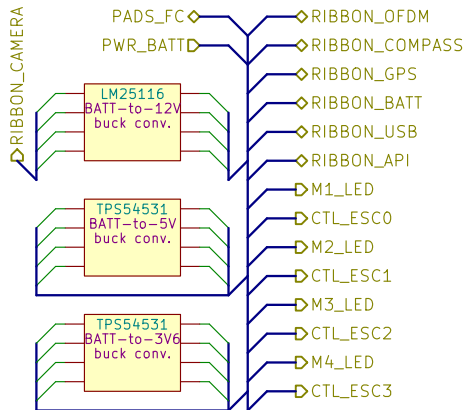 PADS_FC
PWR_BATT
RIBBON_CAMERA
LM25116
BATT-to-12V
buck conv.
TPS54531
BATT-to-5V
buck conv.
TPS54531
BATT-to-3V6
buck conv.
RIBBON_OFDM
RIBBON_COMPASS
RIBBON_GPS
RIBBON_BATT
RIBBON_USB
RIBBON_API
M1_LED
CTL_ESC0
M2_LED
CTL_ESC1
M3_LED
CTL_ESC2
M4_LED
CTL_ESC3